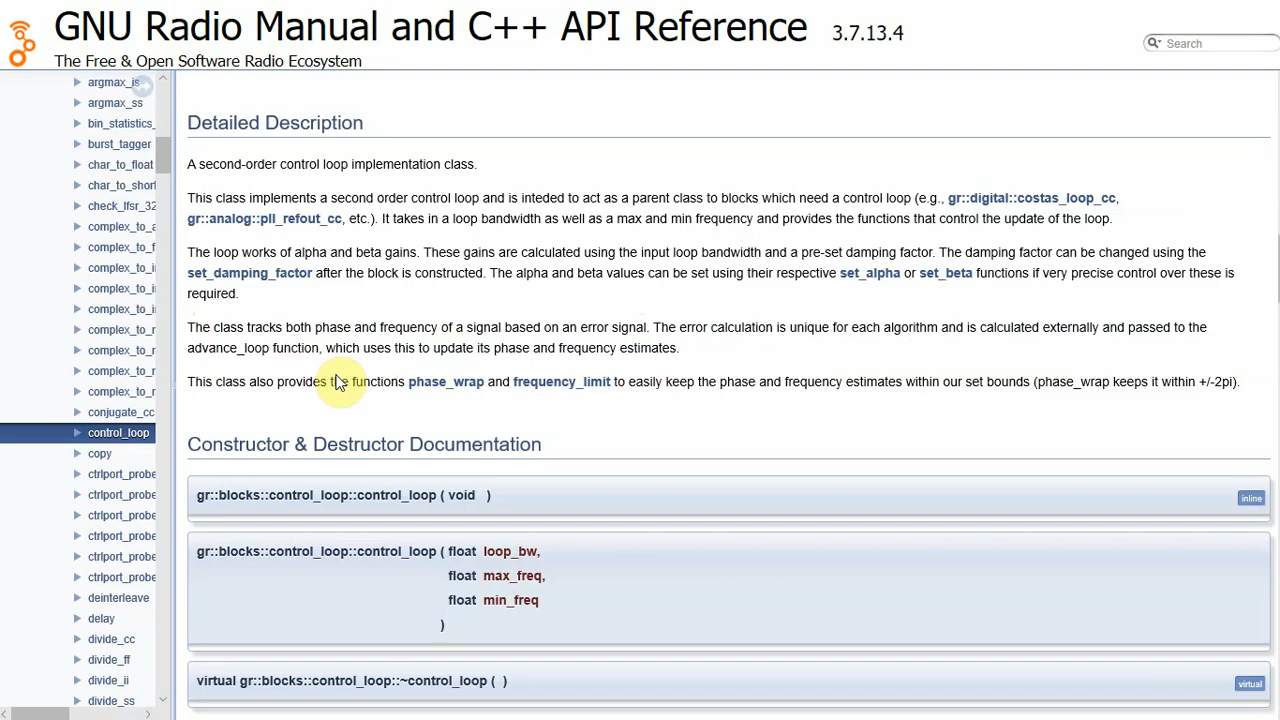 GNU Radio Manual and C++ API Reference 3.7.13.4
The Free & Open Software Radio Ecosystem
Search
argmax_is
argmax_ss
bin_statistics_
burst_tagger
char_to_float
char_to_short
check_lfsr_32
complex_to_a
complex_to_f
complex_to_i
complex_to_i
complex_to_i
complex_to_r
complex_to_r
complex_to_r
complex_to_r
conjugate_cc
control_loop
copy
ctrlport_probe
ctrlport_probe
ctrlport_probe
ctrlport_probe
ctrlport_probe
ctrlport_probe
deinterleave
delay
divide_cc
divide_ff
divide_ii
divide_ss
Detailed Description
A second-order control loop implementation class.
This class implements a second order control loop and is inteded to act as a parent class to blocks which need a control loop (e.g., gr::digital::costas_loop_cc,
gr::analog::pll_refout_cc, etc.). It takes in a loop bandwidth as well as a max and min frequency and provides the functions that control the update of the loop.
The loop works of alpha and beta gains. These gains are calculated using the input loop bandwidth and a pre-set damping factor. The damping factor can be changed using the
set_damping_factor after the block is constructed. The alpha and beta values can be set using their respective set_alpha or set_beta functions if very precise control over these is
required.
The class tracks both phase and frequency of a signal based on an error signal. The error calculation is unique for each algorithm and is calculated externally and passed to the
advance_loop function, which uses this to update its phase and frequency estimates.
This class also provides the functions phase_wrap and frequency_limit to easily keep the phase and frequency estimates within our set bounds (phase_wrap keeps it within +/-2pi).
Constructor & Destructor Documentation
gr::blocks::control_loop::control_loop ( void )
inline
gr::blocks::control_loop::control_loop ( float loop_bw,
float max_freq,
float min_freq
)
virtual gr::blocks::control_loop::~control_loop ( )
virtual